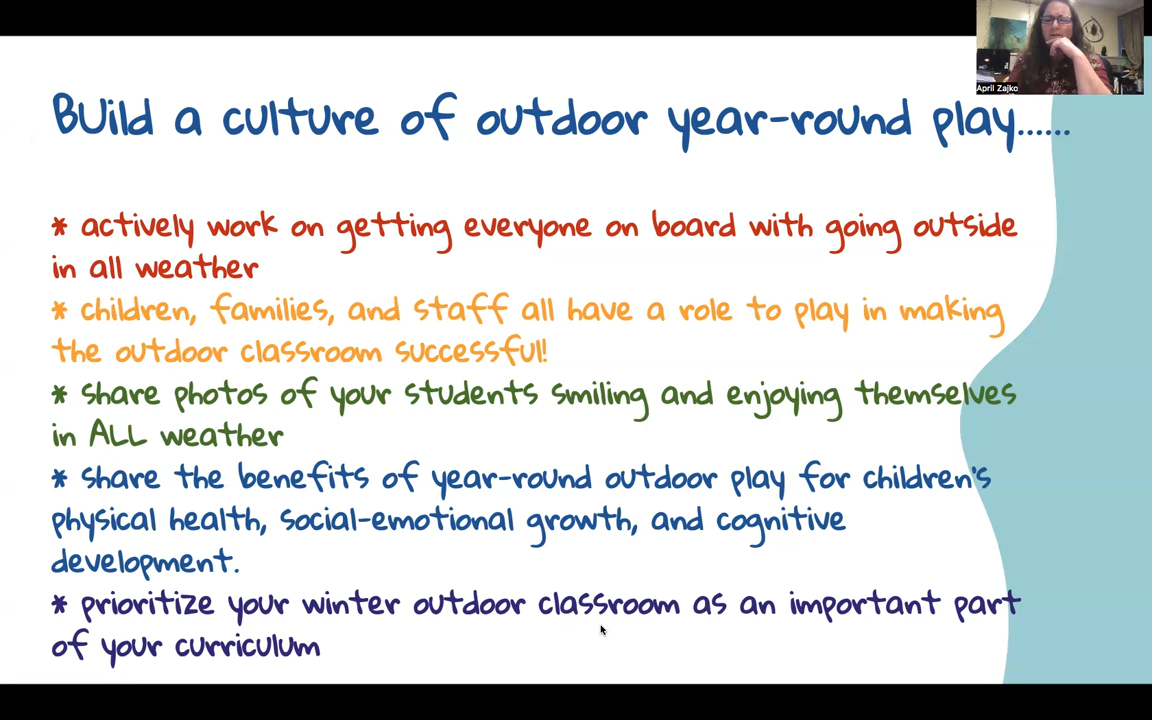 April Zajko
Build a culture of outdoor year-round play......
* actively work on getting everyone on board with going outside
in all weather
* children, families, and staff all have a role to play in making
the outdoor classroom successful!
* share photos of your students smiling and enjoying themselves
in ALL weather
* share the benefits of year-round outdoor play for children's
physical health, social-emotional growth, and cognitive
development.
* prioritize your winter outdoor classroom as an important part
of your curriculum